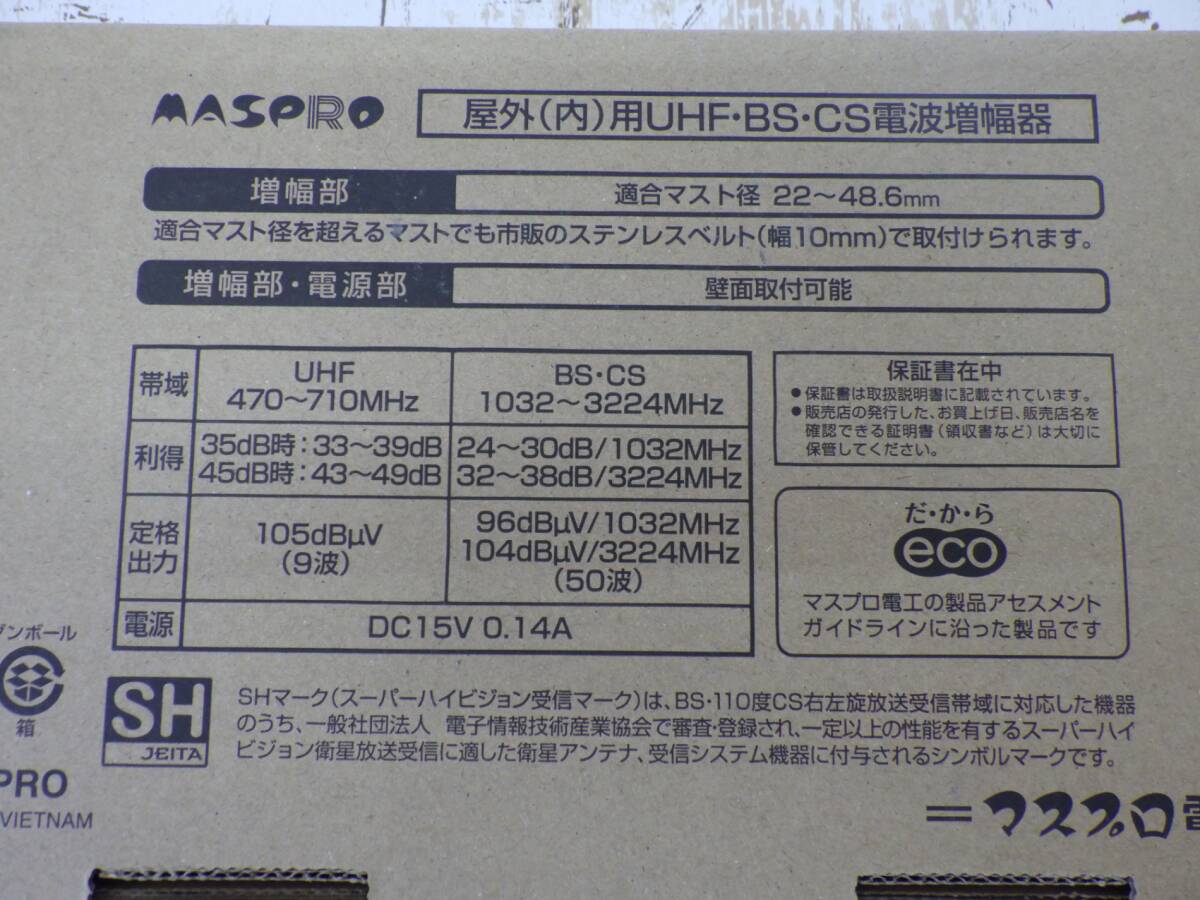 MASPRO
屋外（内）用UHF・BS・CS電波増幅器
増幅部 適合マスト径 22〜48.6mm
適合マスト径を超えるマストでも市販のステンレスベルト（幅10mm）で取付けられます。
増幅部・電源部 壁面取付可能
帯域 UHF BS・CS
470〜710MHz 1032〜3224MHz
利得 35dB時：33〜39dB 24〜30dB/1032MHz
45dB時：43〜49dB 32〜38dB/3224MHz
定格出力 105dBµV 96dBµV/1032MHz
（9波） 104dBµV/3224MHz
（50波）
電源 DC15V 0.14A
保証書在中
●保証書は取扱説明書に記載されています。
●販売店の発行した、お買上げ日、販売店名を
確認できる証明書（領収書など）は大切に
保管してください。
だ・か・ら
eco
マスプロ電工の製品アセスメント
ガイドラインに沿った製品です
ンボール
箱
SH
JEITA
SHマーク（スーパーハイビジョン受信マーク）は、BS・110度CS右左旋放送受信帯域に対応した機器
のうち、一般社団法人 電子情報技術産業協会で審査・登録され、一定以上の性能を有するスーパーハイ
ビジョン衛星放送受信に適した衛星アンテナ、受信システム機器に付与されるシンボルマークです。
PRO
VIETNAM
マスプロ電